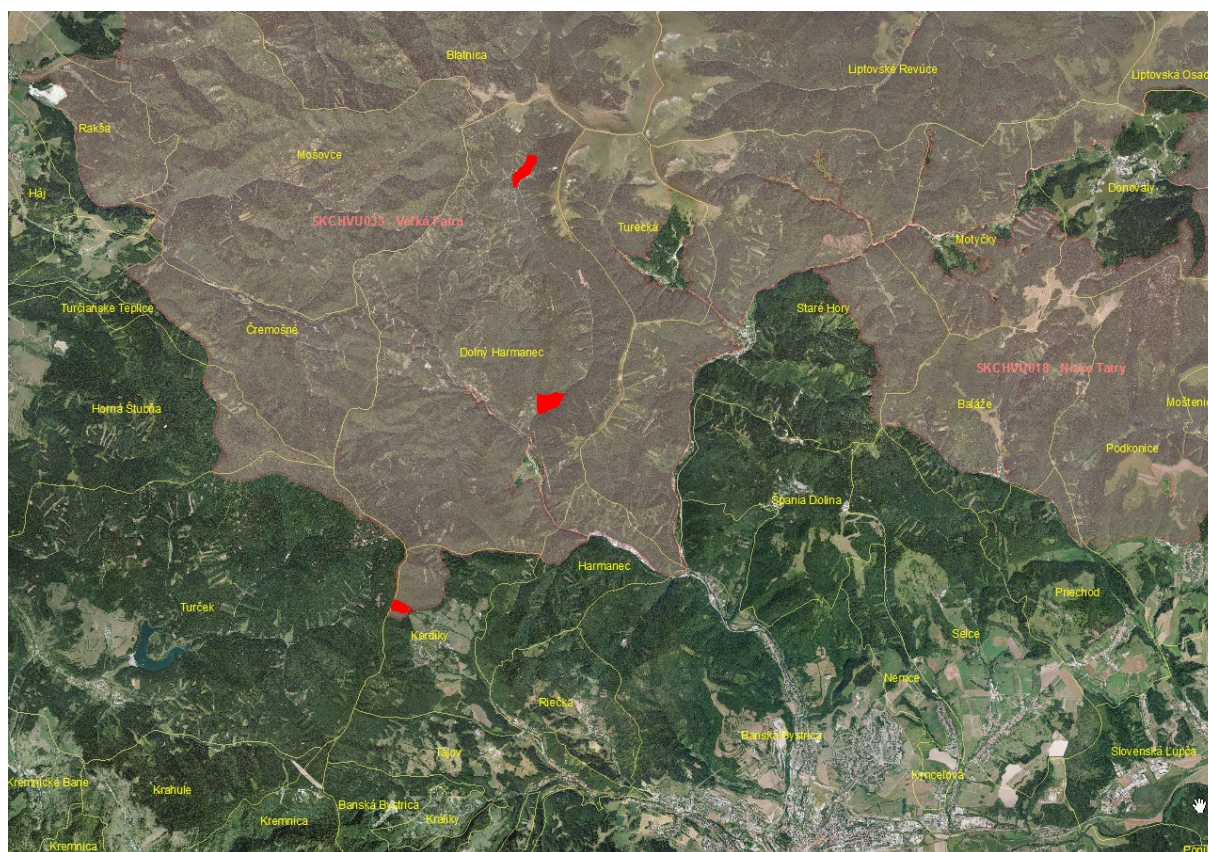 Blatnica
Liptovské Revúce
Liptovská Osad
Rakša
Mošovce
Háj
Donovaly
SKCHVU033 - Veľká Fatra
Turecká
Motyčky
Turčianske Teplice
Staré Hory
Čremošné
Dolný Harmanec
SKCHVU018 - Nízke Tatry
Horná Štubňa
Baláže
Moštenic
Podkonice
Špania Dolina
Harmanec
Turček
Priechod
Kordíky
Selce
Nemce
Riečka
Banská Bystrica
Tajov
Slovenská Ľupča
Kremnické Bane
Krahule
Kynceľová
Banská Bystrica
Králiky
Kremnica
Kremnica